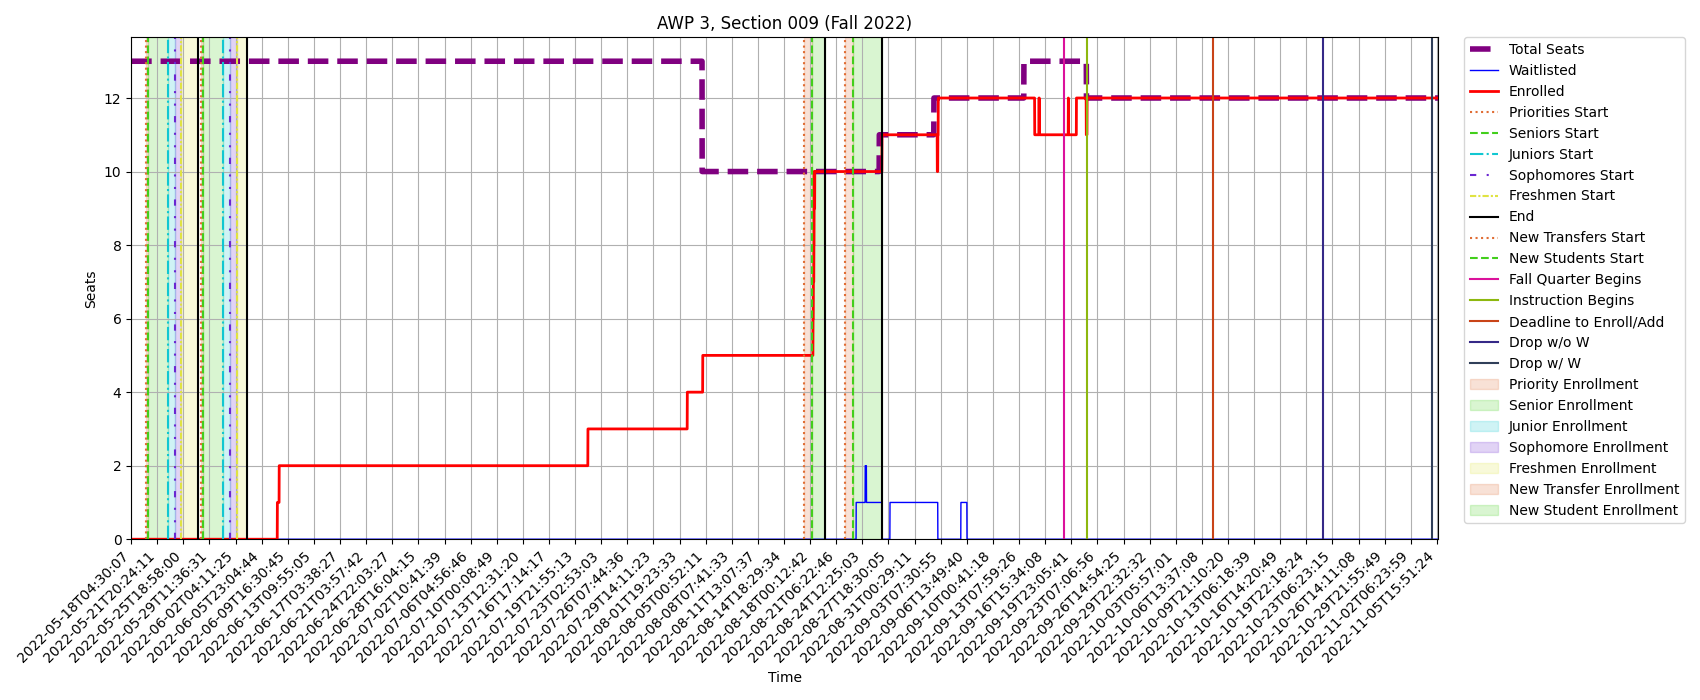 AWP 3, Section 009 (Fall 2022)
Seats
12
10
8
6
4
2
0
2022-05-18T04:30:07
2022-05-21T20:24:11
2022-05-25T18:58:00
2022-05-29T11:36:31
2022-06-02T04:11:25
2022-06-05T23:04:44
2022-06-09T16:30:45
2022-06-13T09:55:05
2022-06-17T03:38:27
2022-06-21T03:57:42
2022-06-24T22:03:27
2022-06-28T16:04:15
2022-07-02T10:41:39
2022-07-06T04:56:46
2022-07-10T00:08:49
2022-07-13T12:31:20
2022-07-16T17:14:17
2022-07-19T21:55:13
2022-07-23T02:53:03
2022-07-26T07:44:36
2022-07-29T14:11:23
2022-08-01T19:23:33
2022-08-05T00:52:11
2022-08-08T07:41:33
2022-08-11T13:07:37
2022-08-14T18:29:34
2022-08-18T00:12:42
2022-08-21T06:22:46
2022-08-24T12:25:03
2022-08-27T18:30:05
2022-08-31T00:29:11
2022-09-03T07:30:55
2022-09-06T13:49:40
2022-09-10T00:41:18
2022-09-13T07:59:26
2022-09-16T15:34:08
2022-09-19T23:05:41
2022-09-23T07:06:56
2022-09-26T14:54:25
2022-09-29T22:32:32
2022-10-03T05:57:01
2022-10-06T13:37:08
2022-10-09T21:10:20
2022-10-13T06:18:39
2022-10-16T14:20:49
2022-10-19T22:18:24
2022-10-23T06:23:15
2022-10-26T14:11:08
2022-10-29T21:55:49
2022-11-02T06:23:59
2022-11-05T15:51:24
Time
Total Seats
Waitlisted
Enrolled
Priorities Start
Seniors Start
Juniors Start
Sophomores Start
Freshmen Start
End
New Transfers Start
New Students Start
Fall Quarter Begins
Instruction Begins
Deadline to Enroll/Add
Drop w/o W
Drop w/ W
Priority Enrollment
Senior Enrollment
Junior Enrollment
Sophomore Enrollment
Freshmen Enrollment
New Transfer Enrollment
New Student Enrollment